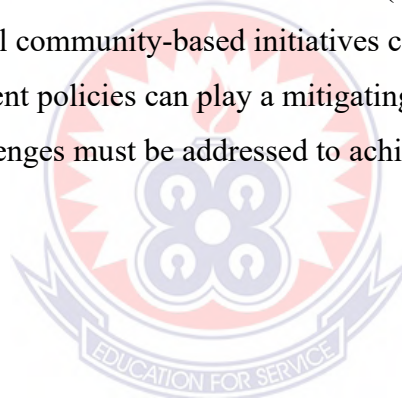 l community-based initiatives c
ent policies can play a mitigating
enges must be addressed to achi
EDUCATION FOR SERVICE